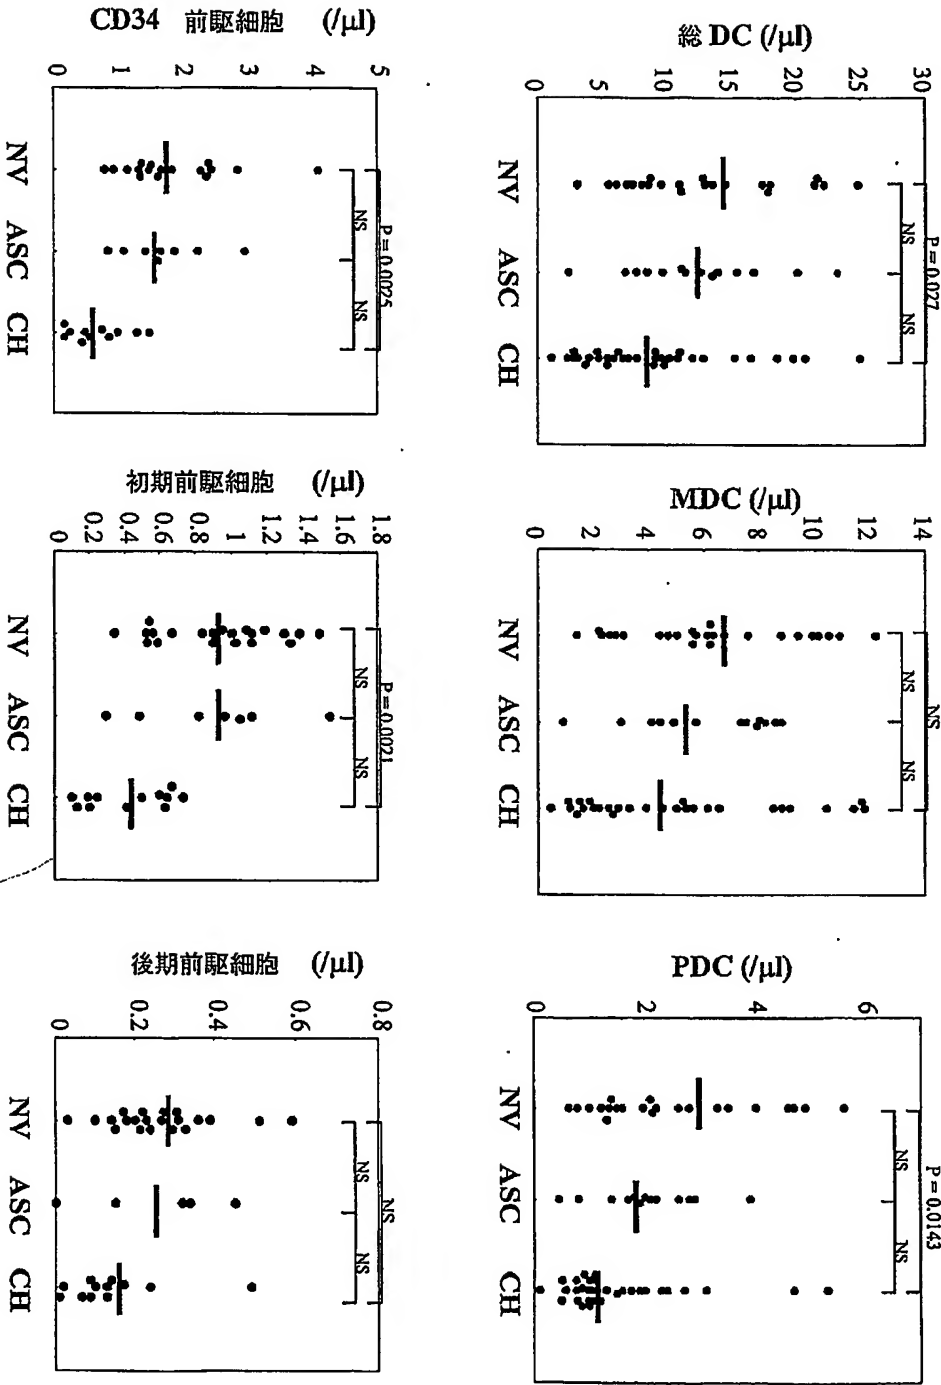 総 DC (/μl)
30
25
20
15
10
5
0
P = 0.027
NS
NS
NV
ASC
CH
MDC (/μl)
14
12
10
8
6
4
2
0
NS
NS
NS
NV
ASC
CH
PDC (/μl)
6
4
2
0
P = 0.0143
NS
NS
NV
ASC
CH
CD34 前駆細胞 (/μl)
5
4
3
2
1
0
P = 0.0025
NS
NS
NV
ASC
CH
初期前駆細胞 (/μl)
1.8
1.6
1.4
1.2
1
0.8
0.6
0.4
0.2
0
P = 0.0021
NS
NS
NV
ASC
CH
後期前駆細胞 (/μl)
0.8
0.6
0.4
0.2
0
NS
NS
NS
NV
ASC
CH